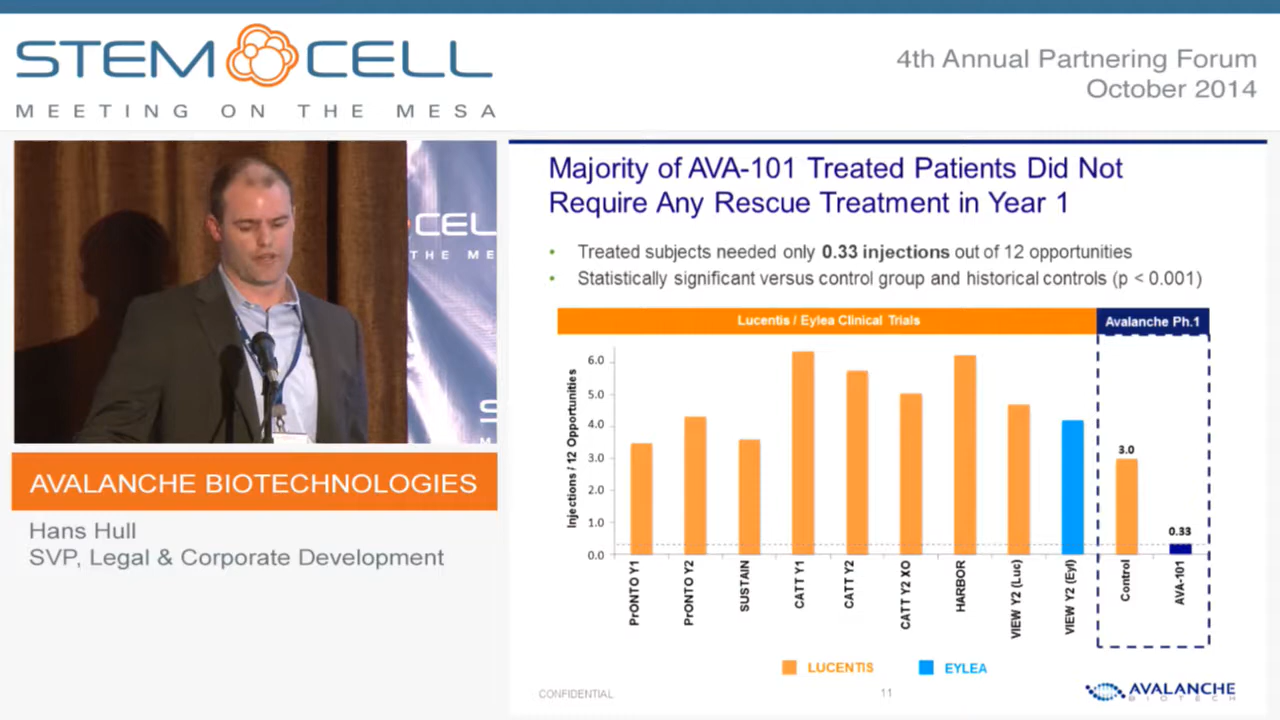 STEM CELL
MEETING ON THE MESA
4th Annual Partnering Forum
October 2014
CEL
THE ME
S
M
AVALANCHE BIOTECHNOLOGIES
Hans Hull
SVP, Legal & Corporate Development
Majority of AVA-101 Treated Patients Did Not
Require Any Rescue Treatment in Year 1
• Treated subjects needed only 0.33 injections out of 12 opportunities
• Statistically significant versus control group and historical controls (p < 0.001)
Lucentis / Eylea Clinical Trials
Avalanche Ph.1
Injections / 12 Opportunities
6.0
5.0
4.0
3.0
2.0
1.0
0.0
3.0
0.33
PrONTO Y1
PrONTO Y2
SUSTAIN
CATT Y1
CATT Y2
CATT Y2 XO
HARBOR
VIEW Y2 (Luc)
VIEW Y2 (Eyl)
Control
AVA-101
LUCENTIS
EYLEA
CONFIDENTIAL
11
AVALANCHE
BIOTECH